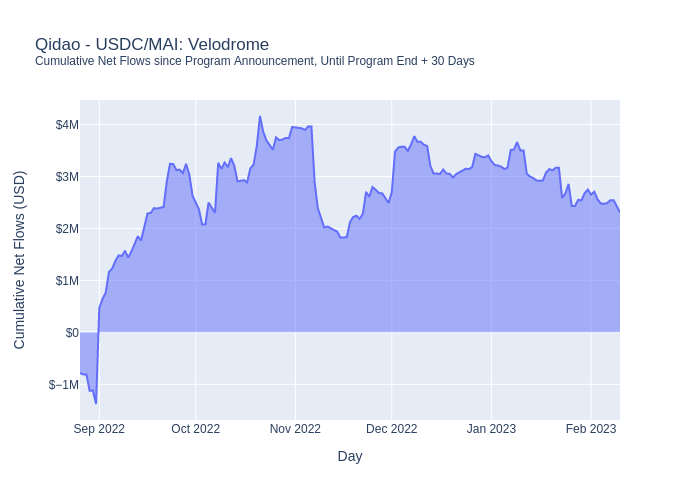 Qidao - USDC/MAI: Velodrome
Cumulative Net Flows since Program Announcement, Until Program End + 30 Days
Cumulative Net Flows (USD)
$4M
$3M
$2M
$1M
$0
$−1M
Sep 2022 Oct 2022 Nov 2022 Dec 2022 Jan 2023 Feb 2023
Day